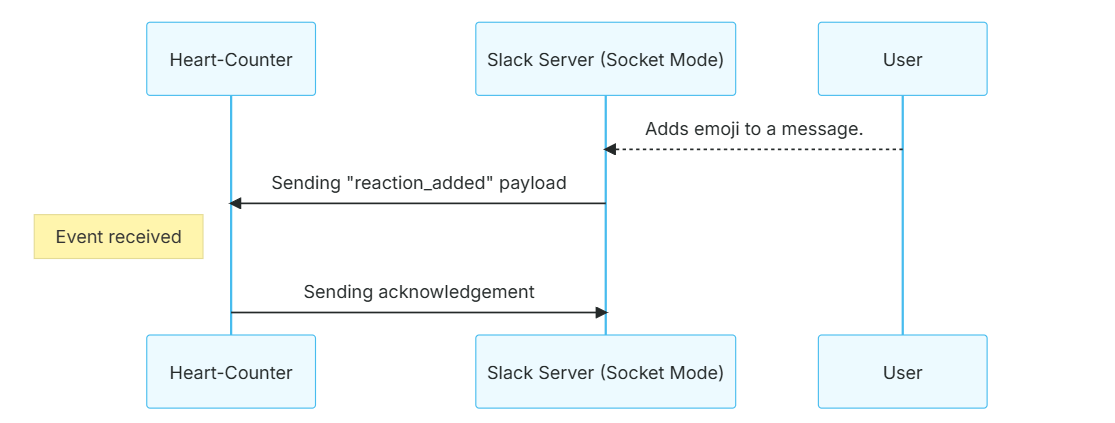 Heart-Counter
Slack Server (Socket Mode)
User
Adds emoji to a message.
Sending "reaction_added" payload
Event received
Sending acknowledgement
Heart-Counter
Slack Server (Socket Mode)
User